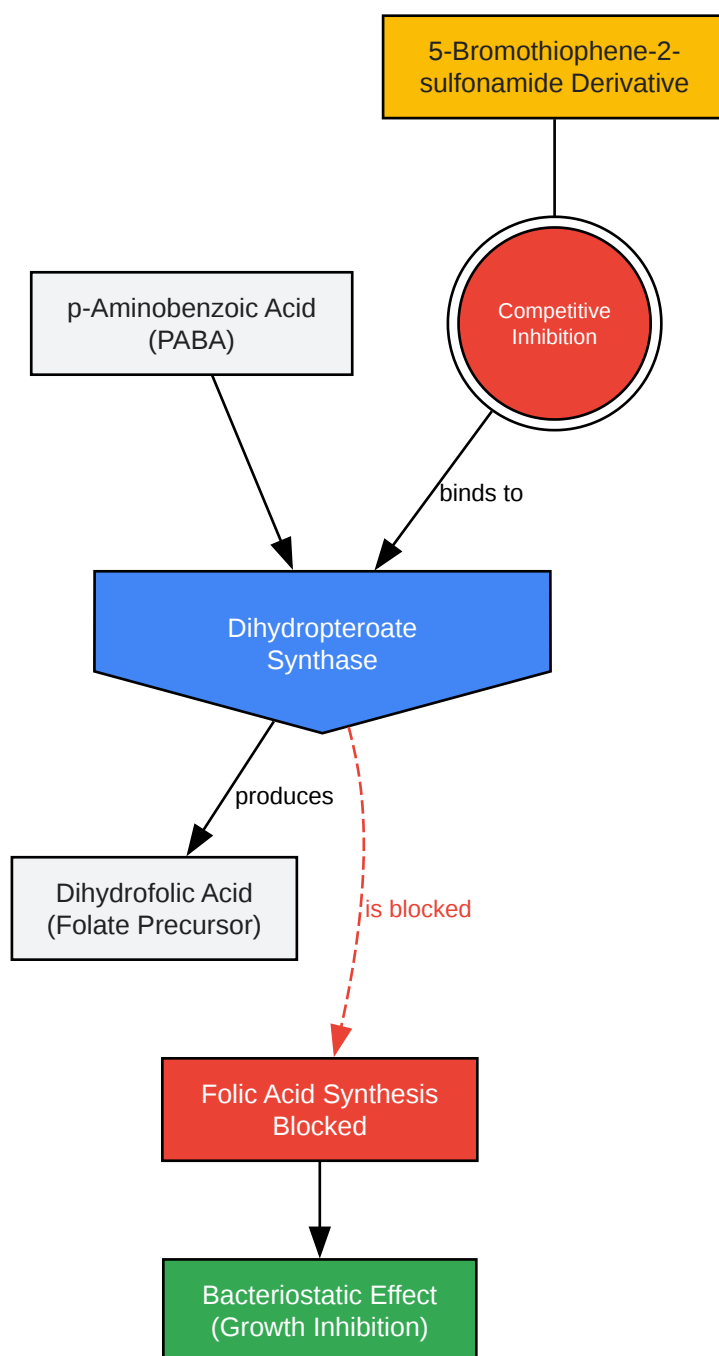 5-Bromothiophene-2-
sulfonamide Derivative
p-Aminobenzoic Acid
(PABA)
Competitive
Inhibition
binds to
Dihydropteroate
Synthase
produces
Dihydrofolic Acid
(Folate Precursor)
is blocked
Folic Acid Synthesis
Blocked
Bacteriostatic Effect
(Growth Inhibition)